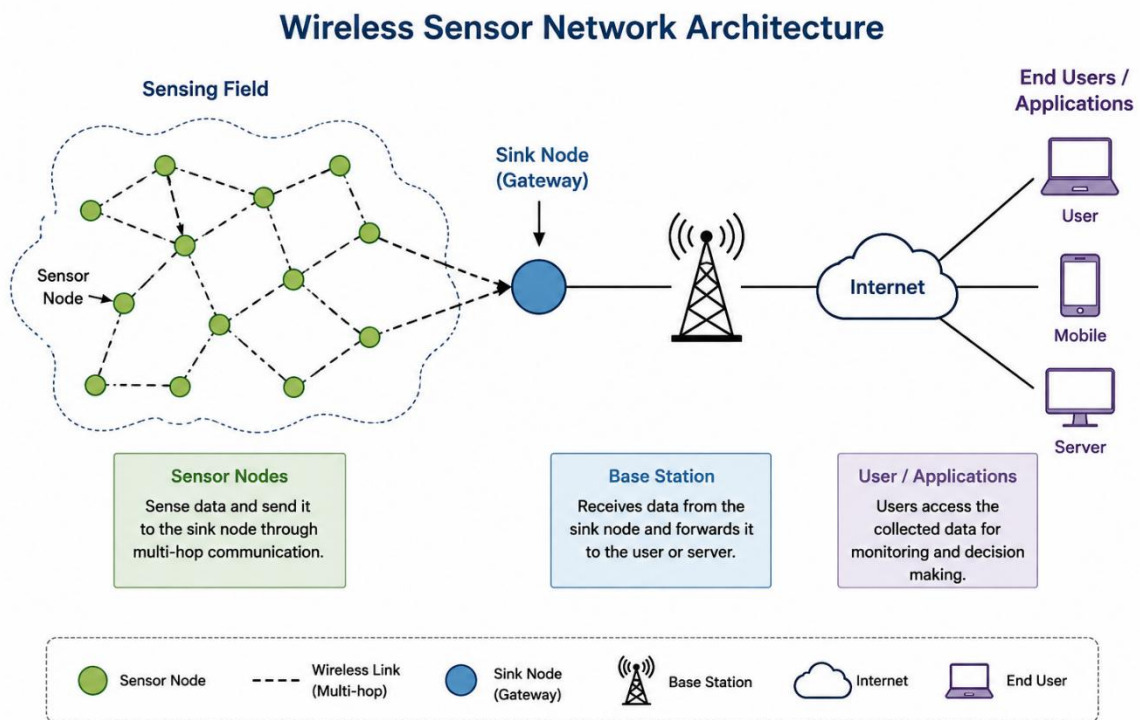 Wireless Sensor Network Architecture
Sensing Field
End Users /
Applications
Sink Node
(Gateway)
Sensor
Node
Internet
User
Mobile
Server
Sensor Nodes
Sense data and send it
to the sink node through
multi-hop communication.
Base Station
Receives data from the
sink node and forwards it
to the user or server.
User / Applications
Users access the
collected data for
monitoring and decision
making.
Sensor Node
Wireless Link
(Multi-hop)
Sink Node
(Gateway)
Base Station
Internet
End User